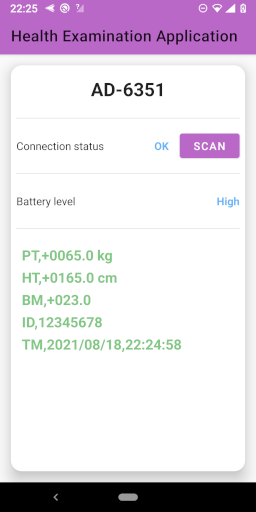 22:25
Health Examination Application
AD-6351
Connection status OK SCAN
Battery level High
PT,+0065.0 kg
HT,+0165.0 cm
BM,+023.0
ID,12345678
TM,2021/08/18,22:24:58